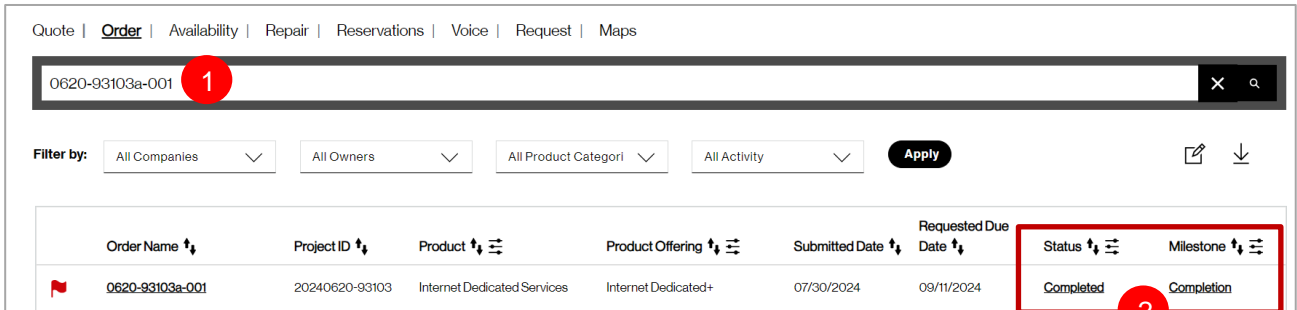 Quote | Order | Availability | Repair | Reservations | Voice | Request | Maps
0620-93103a-001 1
Filter by: All Companies All Owners All Product Categori All Activity Apply
Order Name Project ID Product Product Offering Submitted Date Requested Due Date Status Milestone
0620-93103a-001 20240620-93103 Internet Dedicated Services Internet Dedicated+ 07/30/2024 09/11/2024 Completed Completion